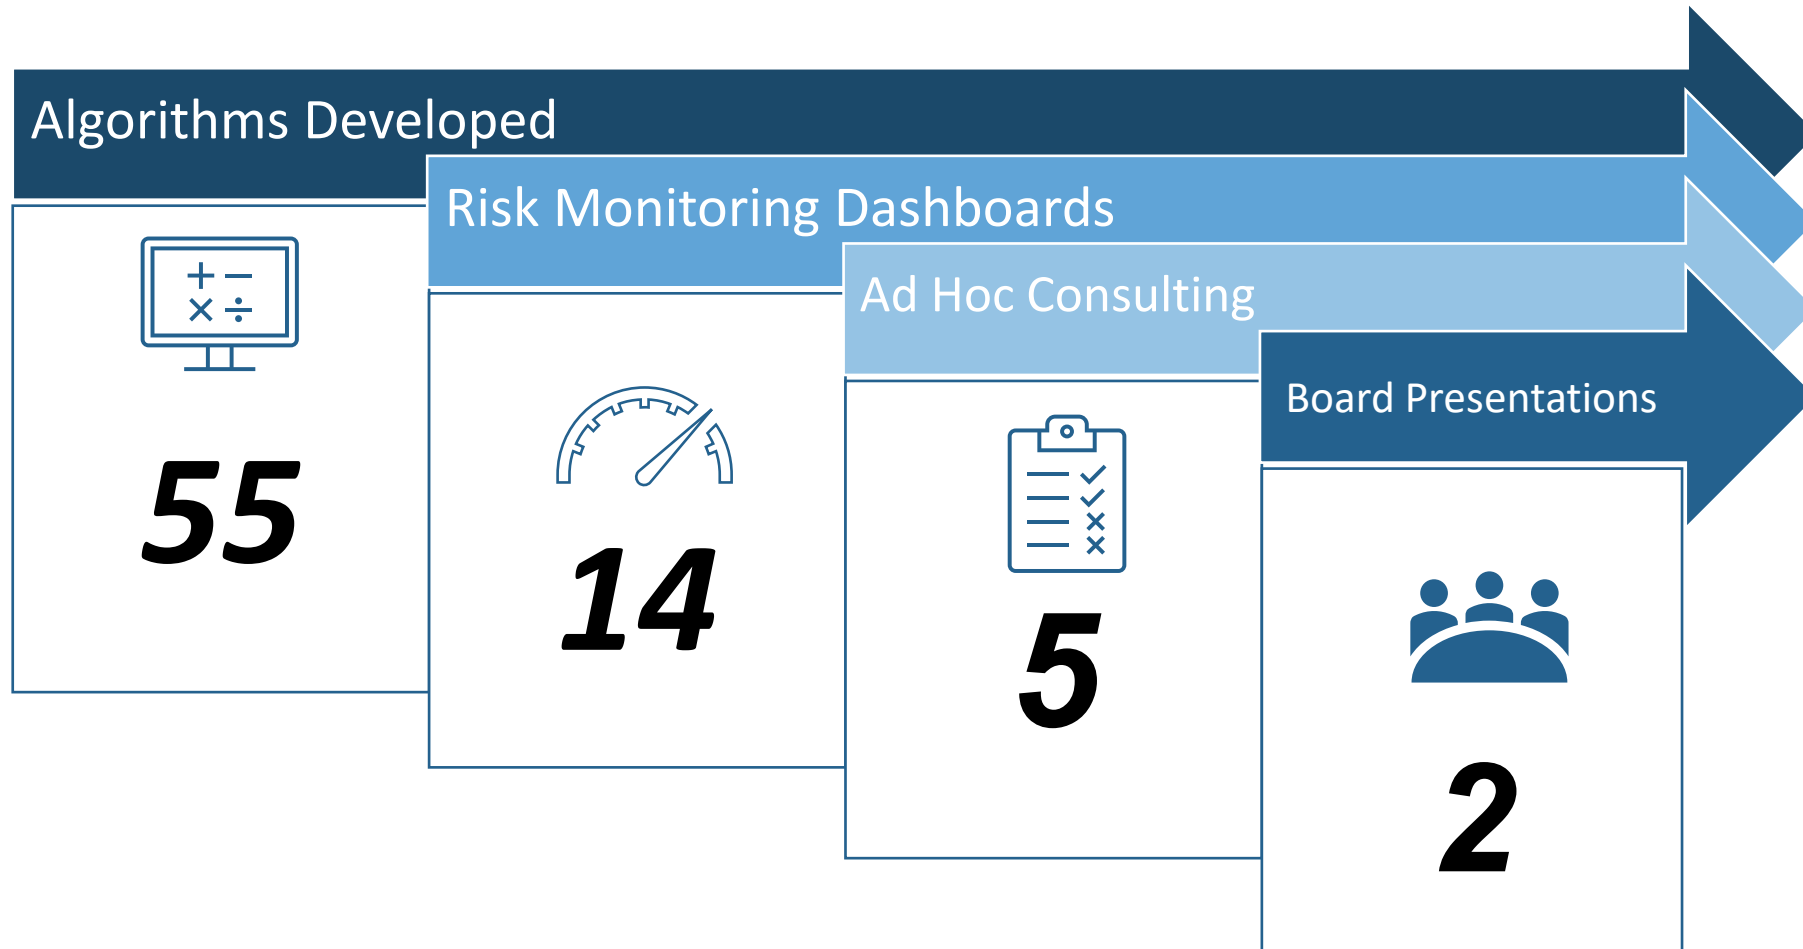 Algorithms Developed
55
Risk Monitoring Dashboards
14
Ad Hoc Consulting
5
Board Presentations
2